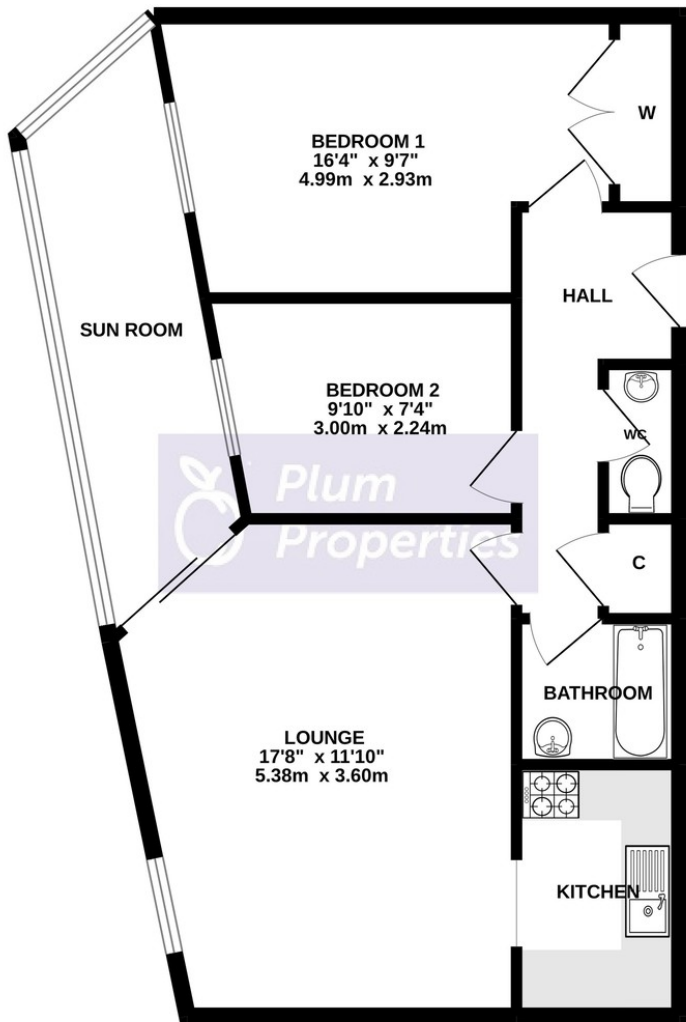 BEDROOM 1
16'4" x 9'7"
4.99m x 2.93m
W
HALL
SUN ROOM
BEDROOM 2
9'10" x 7'4"
3.00m x 2.24m
WC
Plum
Properties
C
BATHROOM
LOUNGE
17'8" x 11'10"
5.38m x 3.60m
KITCHEN